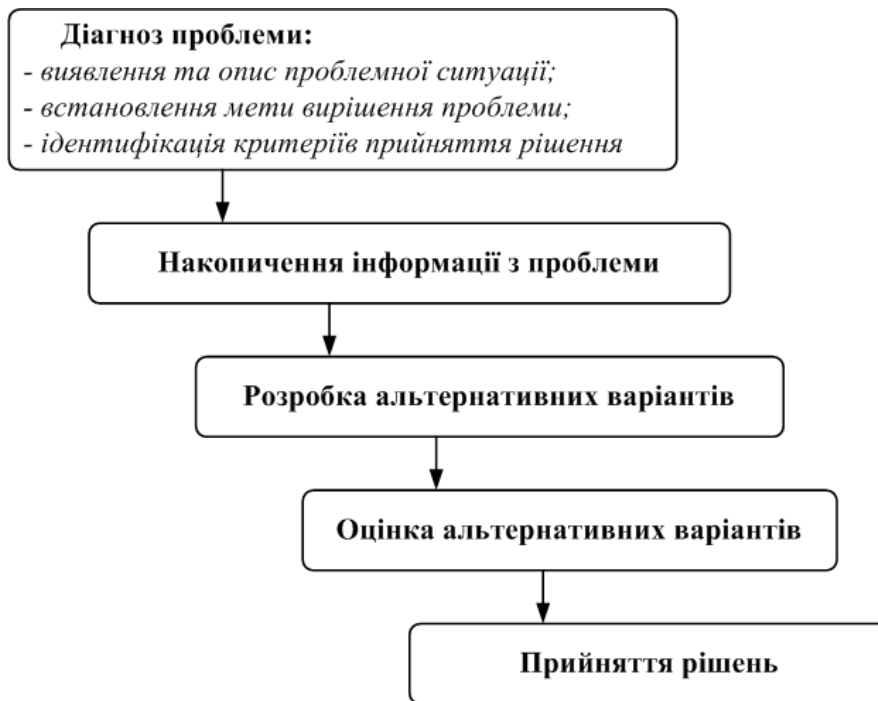 Діагноз проблеми:
- виявлення та опис проблемної ситуації;
- встановлення мети вирішення проблеми;
- ідентифікація критеріїв прийняття рішення
Накопичення інформації з проблеми
Розробка альтернативних варіантів
Оцінка альтернативних варіантів
Прийняття рішень